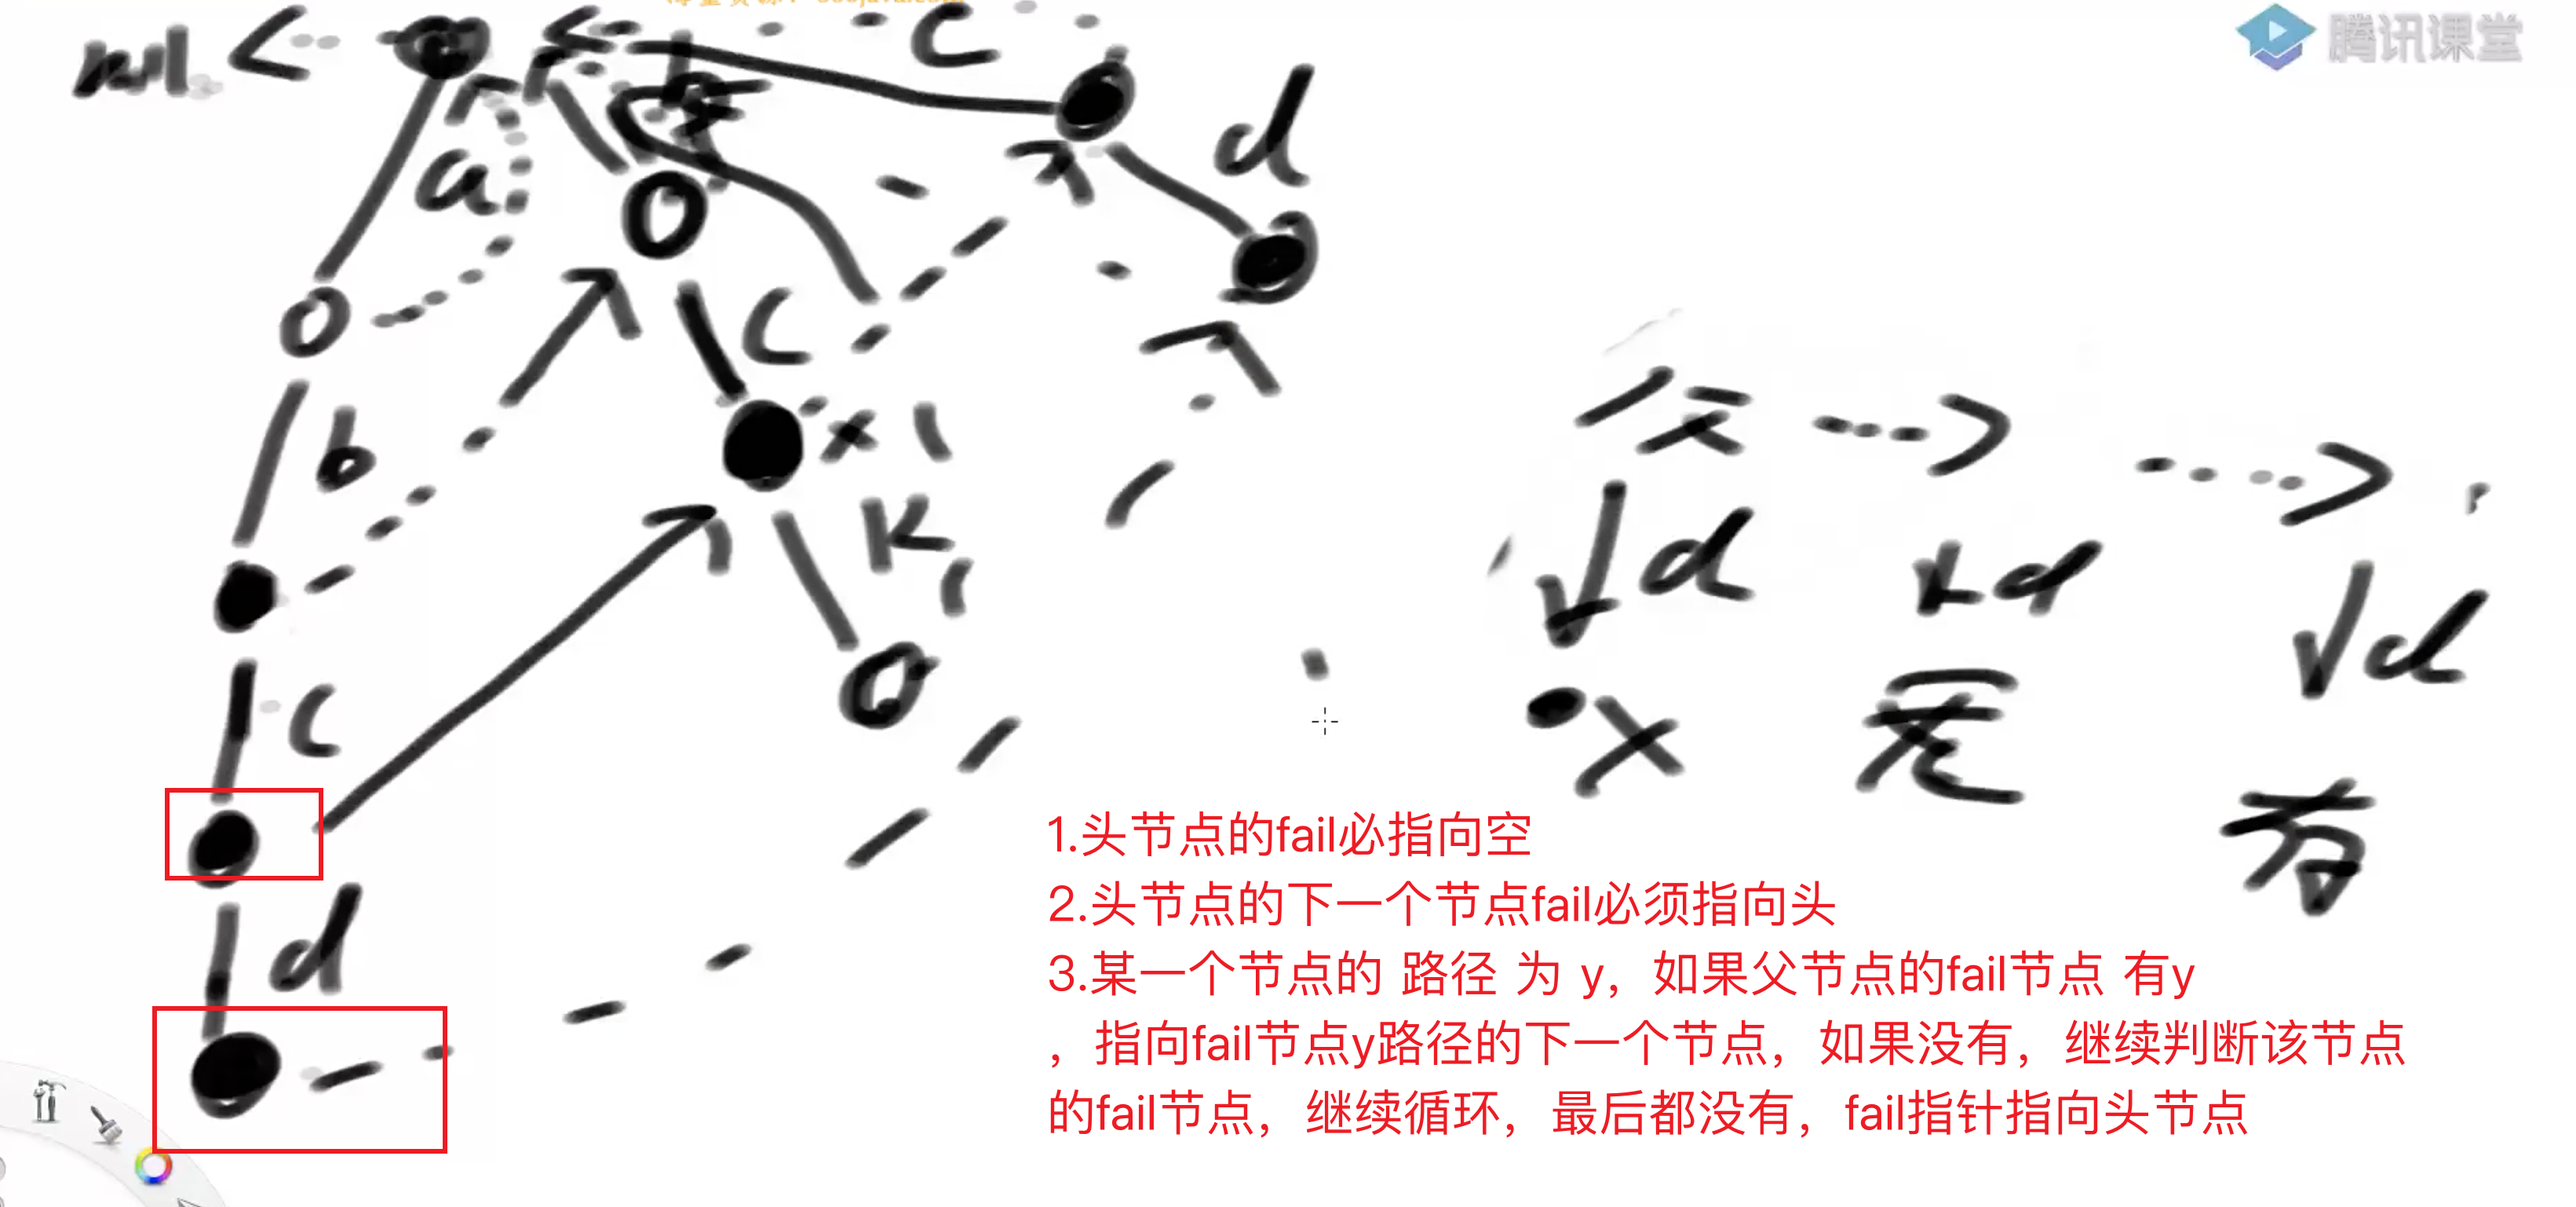 腾讯课堂
null
c
d
a
c
b
k
父
d
d
d
c
x
无
有
d
1.头节点的fail必指向空
2.头节点的下一个节点fail必须指向头
3.某一个节点的 路径 为 y，如果父节点的fail节点 有y
，指向fail节点y路径的下一个节点，如果没有，继续判断该节点
的fail节点，继续循环，最后都没有，fail指针指向头节点